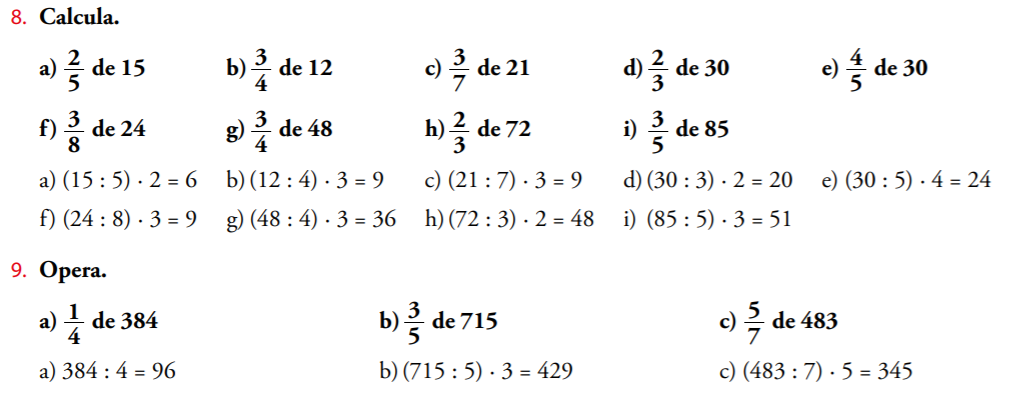 8. Calcula.
a) 2/5 de 15 b) 3/4 de 12 c) 3/7 de 21 d) 2/3 de 30 e) 4/5 de 30
f) 3/8 de 24 g) 3/4 de 48 h) 2/3 de 72 i) 3/5 de 85
a) (15 : 5) · 2 = 6 b) (12 : 4) · 3 = 9 c) (21 : 7) · 3 = 9 d) (30 : 3) · 2 = 20 e) (30 : 5) · 4 = 24
f) (24 : 8) · 3 = 9 g) (48 : 4) · 3 = 36 h) (72 : 3) · 2 = 48 i) (85 : 5) · 3 = 51
9. Opera.
a) 1/4 de 384 b) 3/5 de 715 c) 5/7 de 483
a) 384 : 4 = 96 b) (715 : 5) · 3 = 429 c) (483 : 7) · 5 = 345